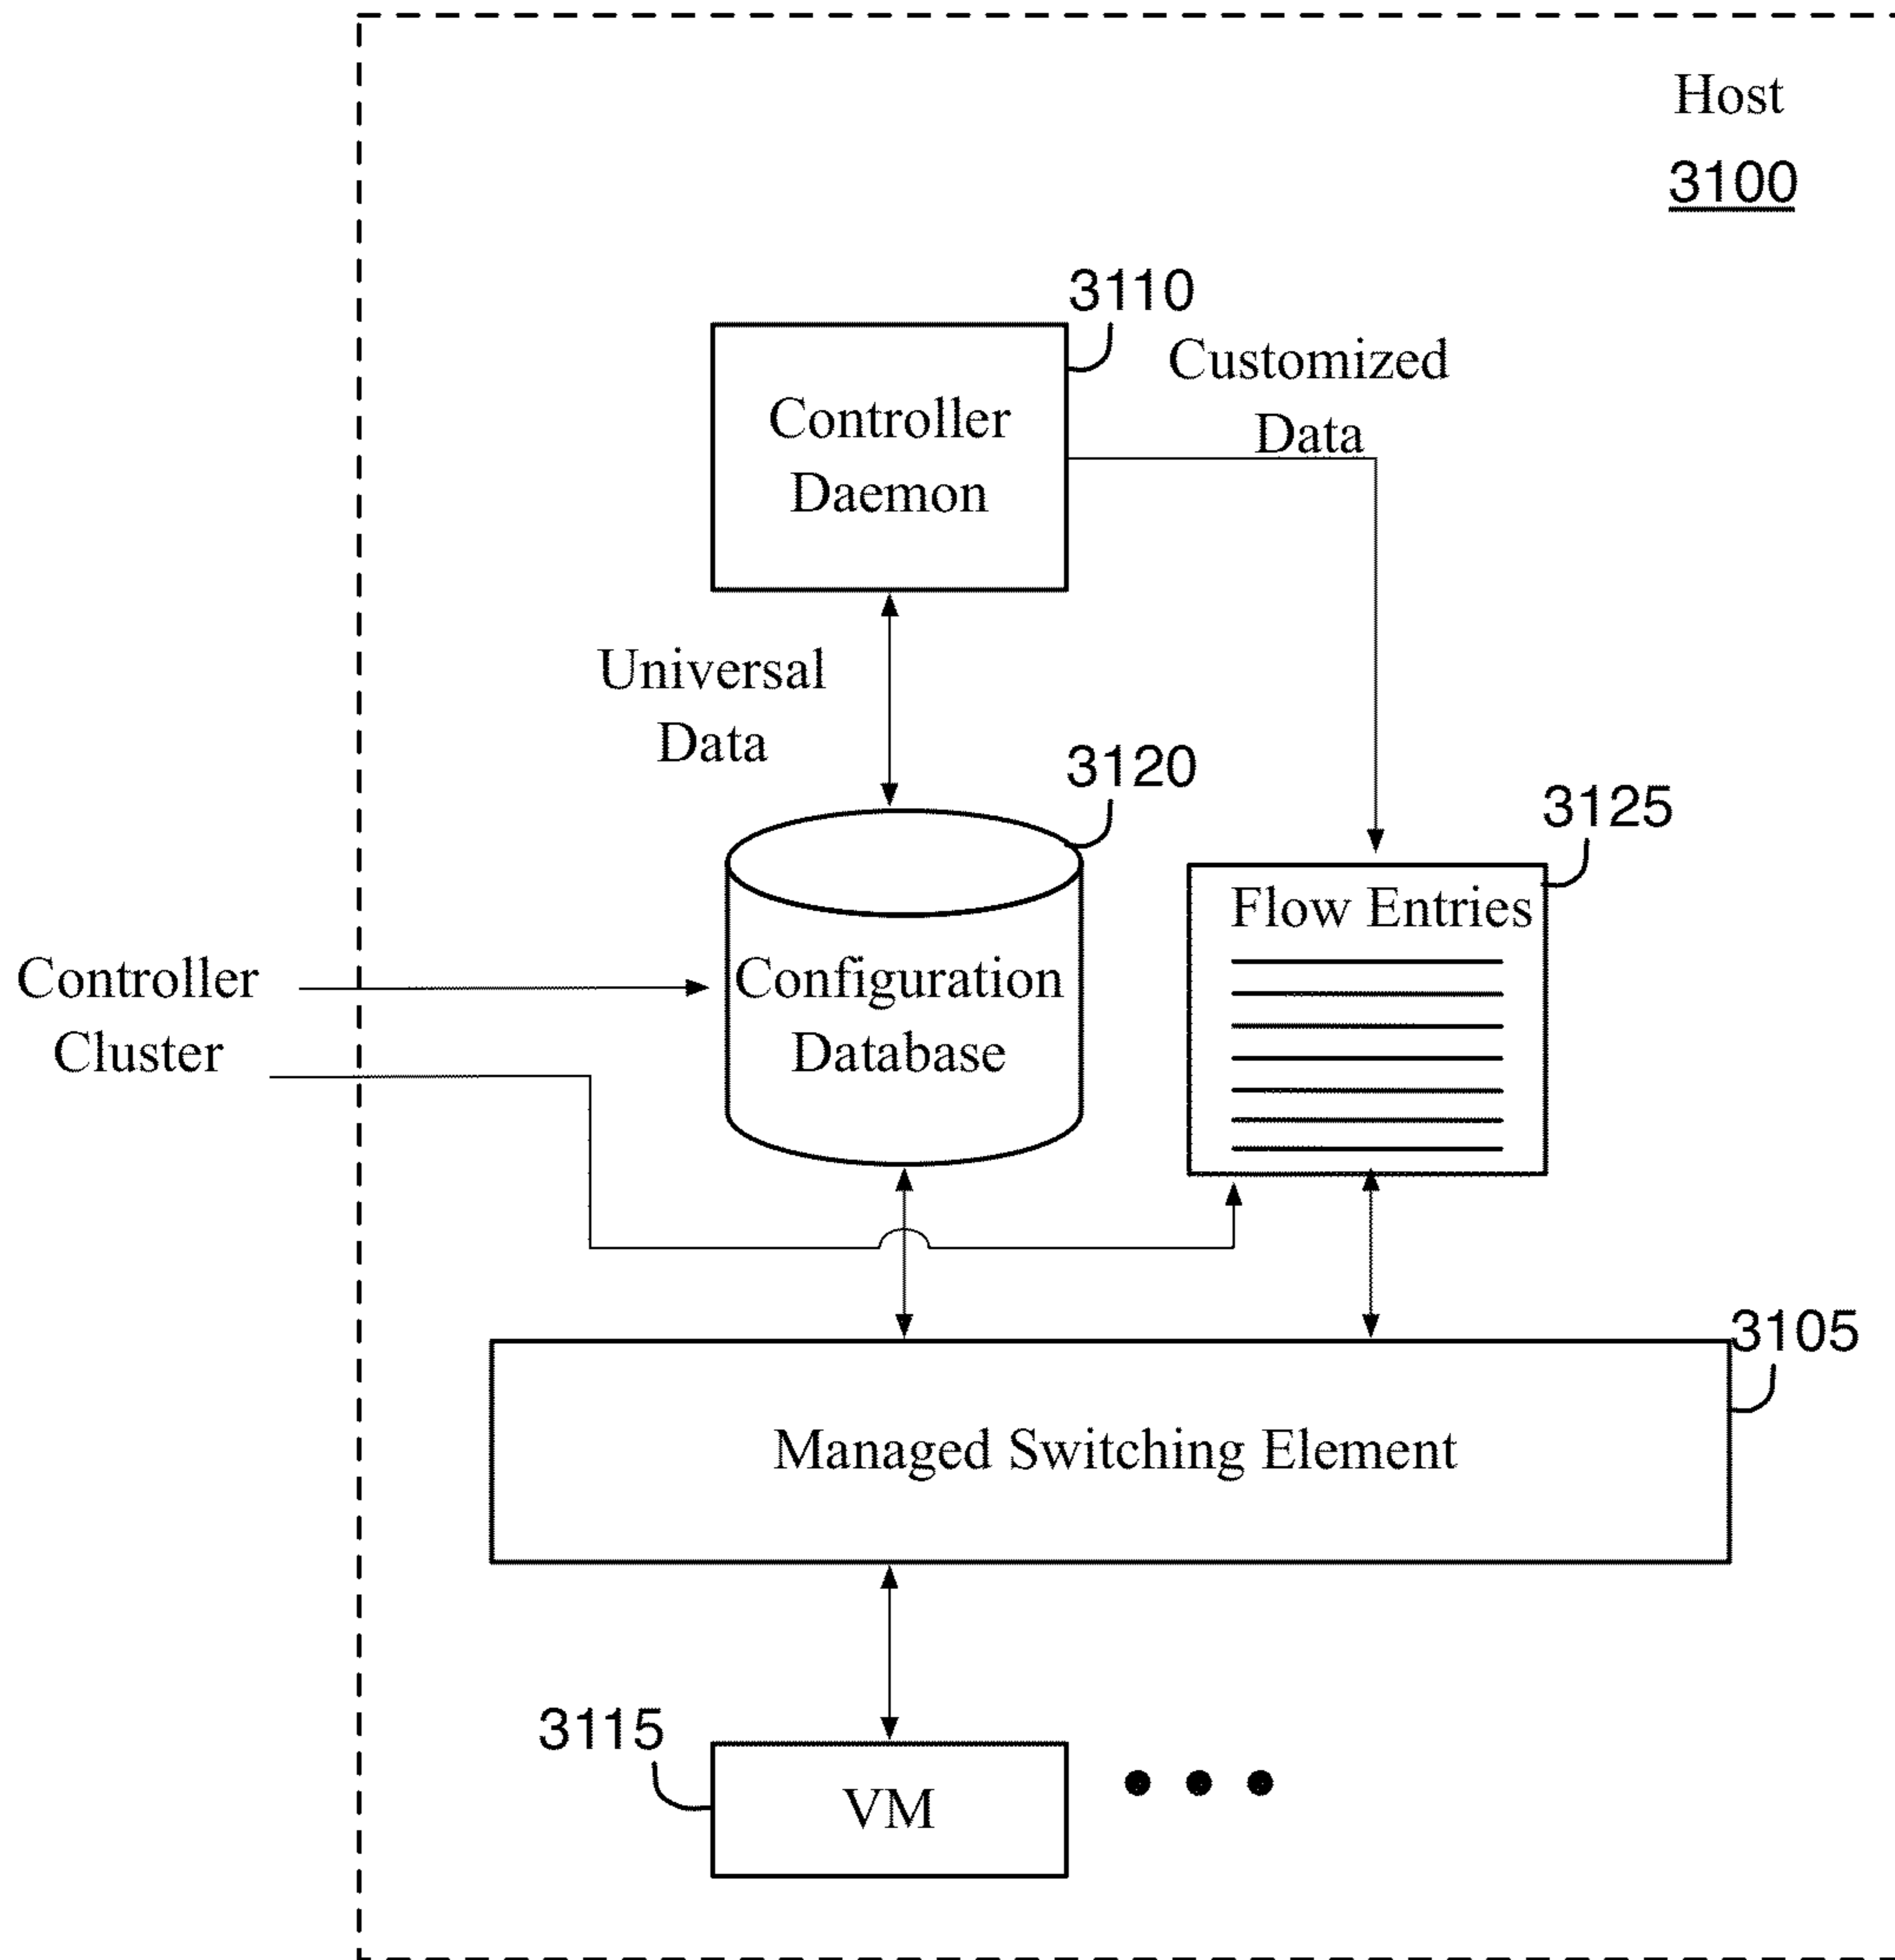 Host
3100
3110
Customized
Data
Controller
Daemon
Universal
Data
3120
3125
Flow Entries
Controller
Cluster
Configuration
Database
3105
Managed Switching Element
3115
VM